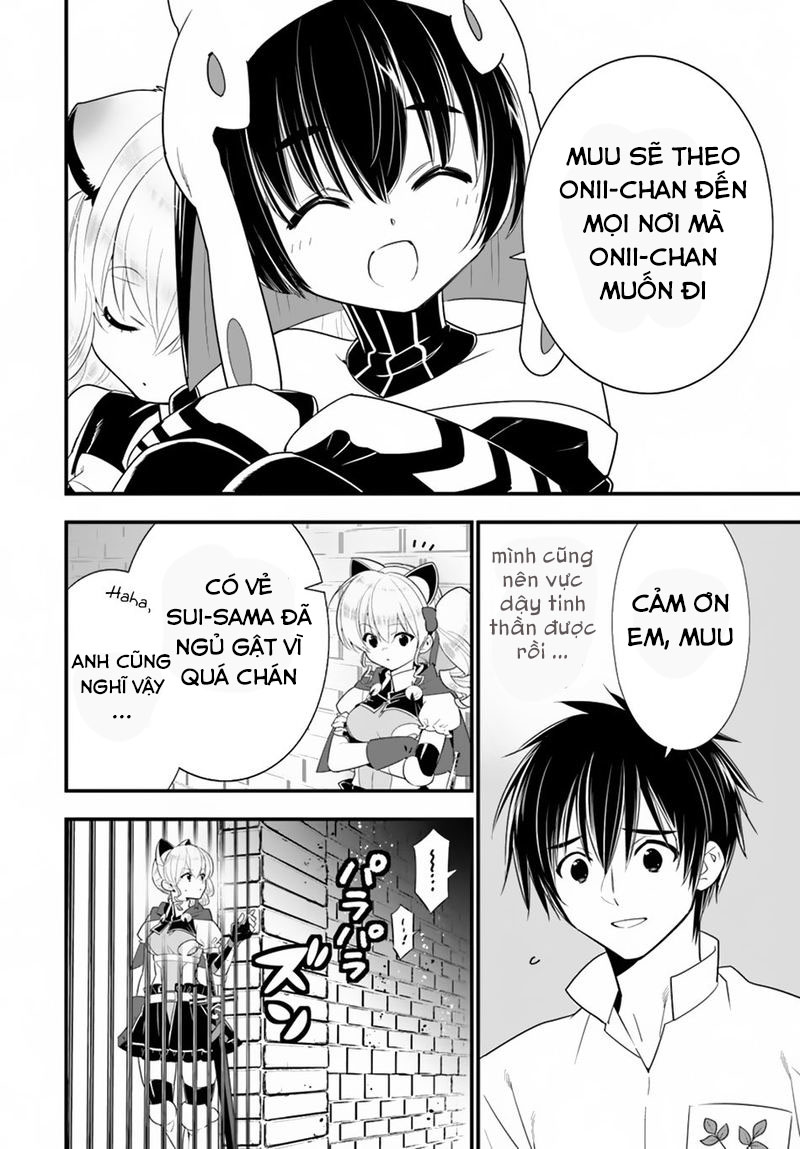 MUU SẼ THEO
ONII-CHAN ĐẾN
MỌI NƠI MÀ
ONII-CHAN
MUỐN ĐI
CẢM ƠN
EM, MUU
mình cũng
nên vực
dậy tinh
thần được
rồi ...
CÓ VẺ
SUI-SAMA ĐÃ
NGỦ GẬT VÌ
QUÁ CHÁN
Haha,
ANH CŨNG
NGHĨ VẬY
...
パラパラ
ズン